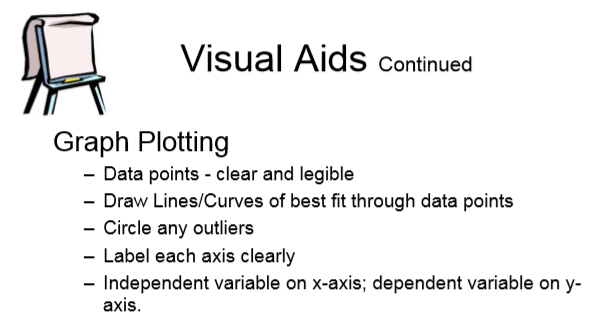 Visual Aids Continued
Graph Plotting
– Data points - clear and legible
– Draw Lines/Curves of best fit through data points
– Circle any outliers
– Label each axis clearly
– Independent variable on x-axis; dependent variable on y-
axis.